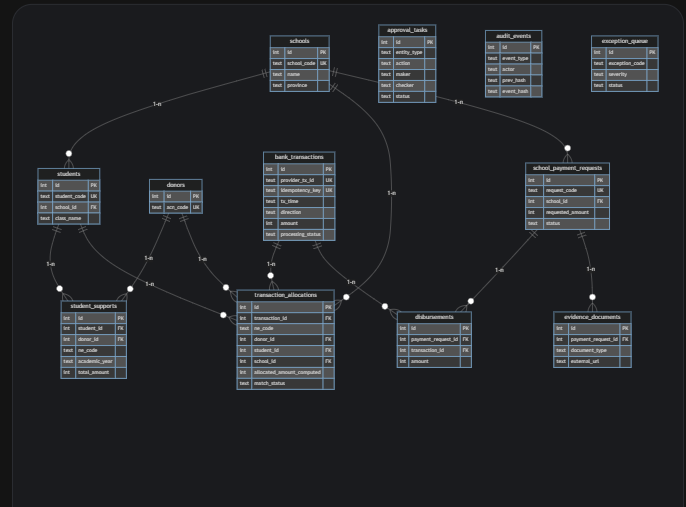 schools
int id PK
text school_code UK
text name
text province
approval_tasks
int id PK
text entity_type
text action
text maker
text checker
text status
audit_events
int id PK
text event_type
text actor
text prev_hash
text event_hash
exception_queue
int id PK
text exception_code
text severity
text status
1-n
1-n
1-n
students
int id PK
text student_code UK
int school_id FK
text class_name
donors
int id PK
text acn_code UK
bank_transactions
int id PK
text provider_tx_id UK
text idempotency_key UK
text tx_time
text direction
int amount
text processing_status
school_payment_requests
int id PK
text request_code UK
int school_id FK
int requested_amount
text status
1-n
1-n
1-n
1-n
1-n
1-n
1-n
student_supports
int id PK
int student_id FK
int donor_id FK
text ne_code
text academic_year
int total_amount
transaction_allocations
int id PK
int transaction_id FK
text ne_code
int donor_id FK
int student_id FK
int school_id FK
int allocated_amount_computed
text match_status
disbursements
int id PK
int payment_request_id FK
int transaction_id FK
int amount
evidence_documents
int id PK
int payment_request_id FK
text document_type
text external_url